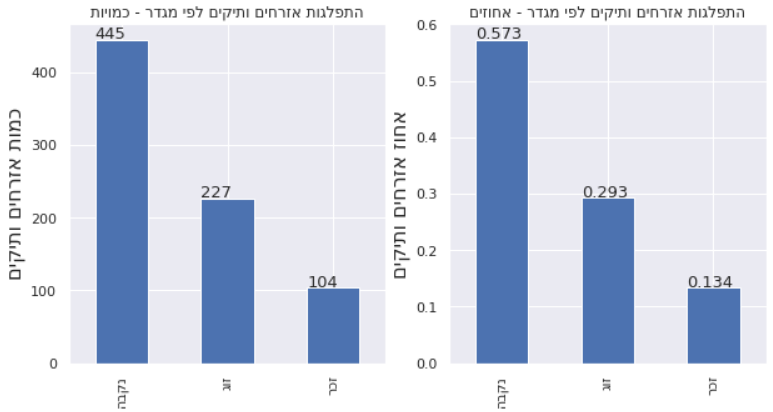 התפלגות אזרחים ותיקים לפי מגדר - כמויות
כמות אזרחים ותיקים
400
300
200
100
0
445
227
104
נקבה
זוג
זכר
התפלגות אזרחים ותיקים לפי מגדר - אחוזים
אחוז אזרחים ותיקים
0.6
0.5
0.4
0.3
0.2
0.1
0.0
0.573
0.293
0.134
נקבה
זוג
זכר